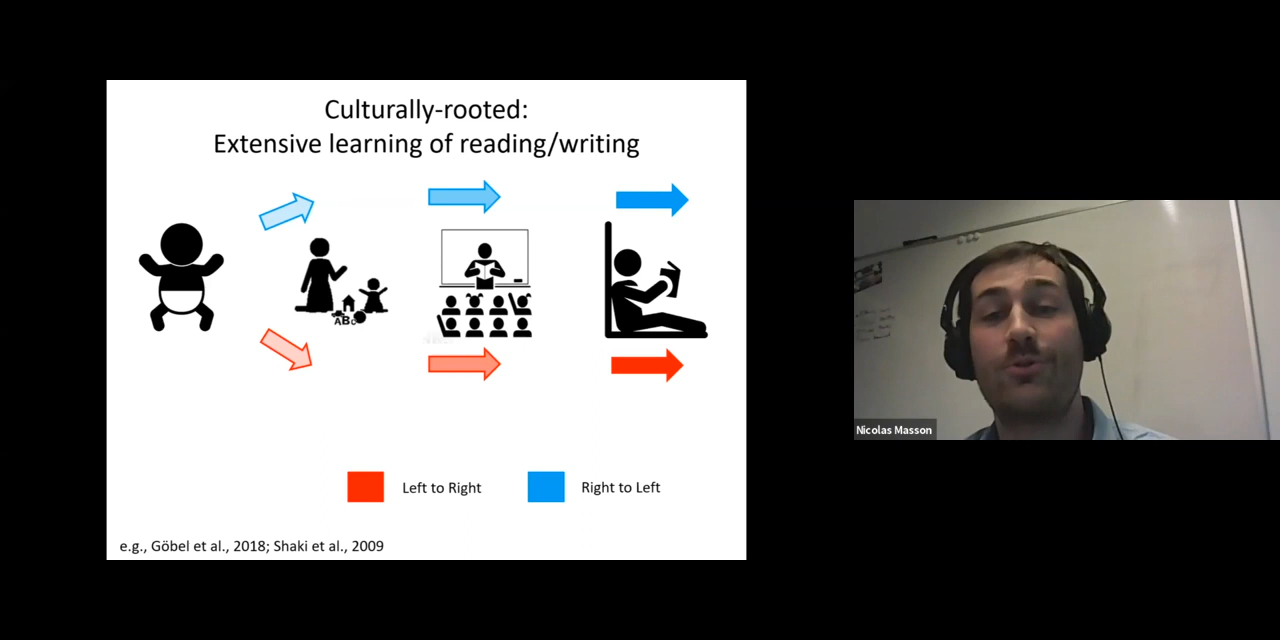 Culturally-rooted:
Extensive learning of reading/writing
ABC
Left to Right
Right to Left
e.g., Göbel et al., 2018; Shaki et al., 2009
Nicolas Masson